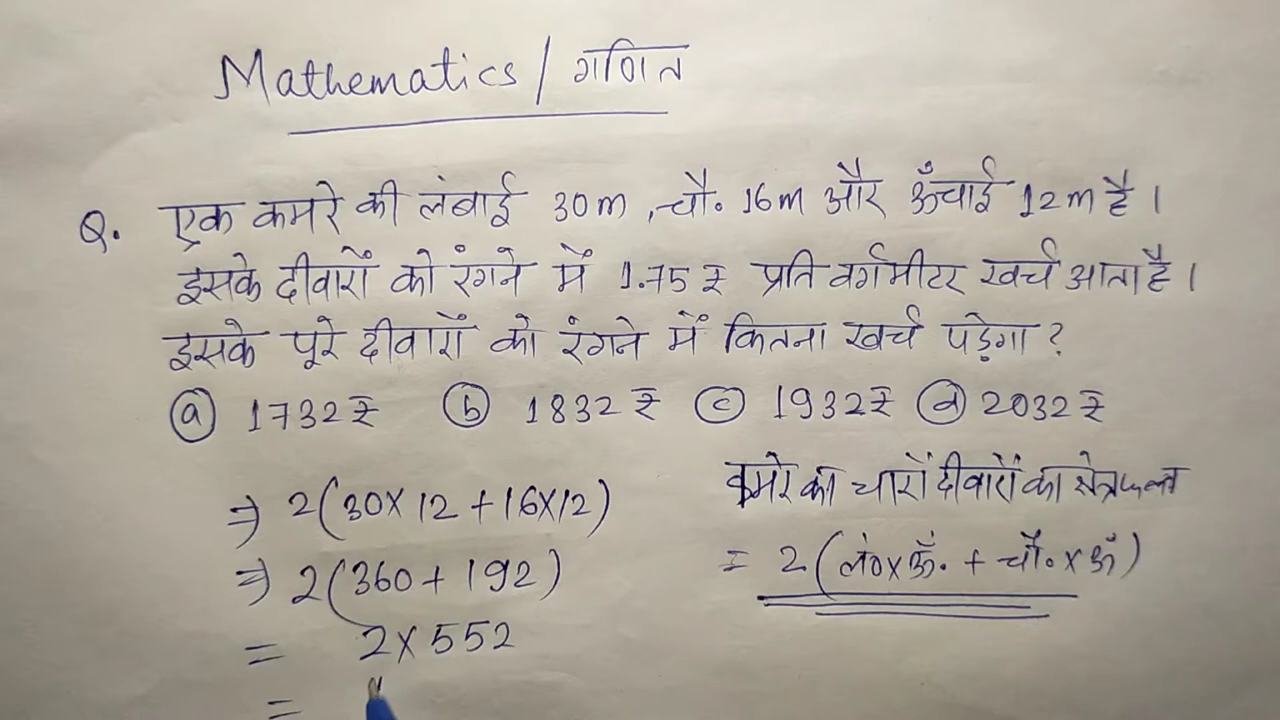 Mathematics / गणित
Q. एक कमरे की लंबाई 30m , चौ० 16m और ऊँचाई 12m है।
इसके दीवारों को रंगने में 1.75 ₹ प्रति वर्गमीटर खर्च आता है।
इसके पूरे दीवारों को रंगने में कितना खर्च पड़ेगा ?
ⓐ 1732 ₹ ⓑ 1832 ₹ ⓒ 1932 ₹ ⓓ 2032 ₹
⇒ 2(30×12 + 16×12)
⇒ 2(360 + 192)
= 2×552
=
कमरे का चारों दीवारों का क्षेत्रफल
= 2(लं०×ऊँ. + चौ०×ऊँ)